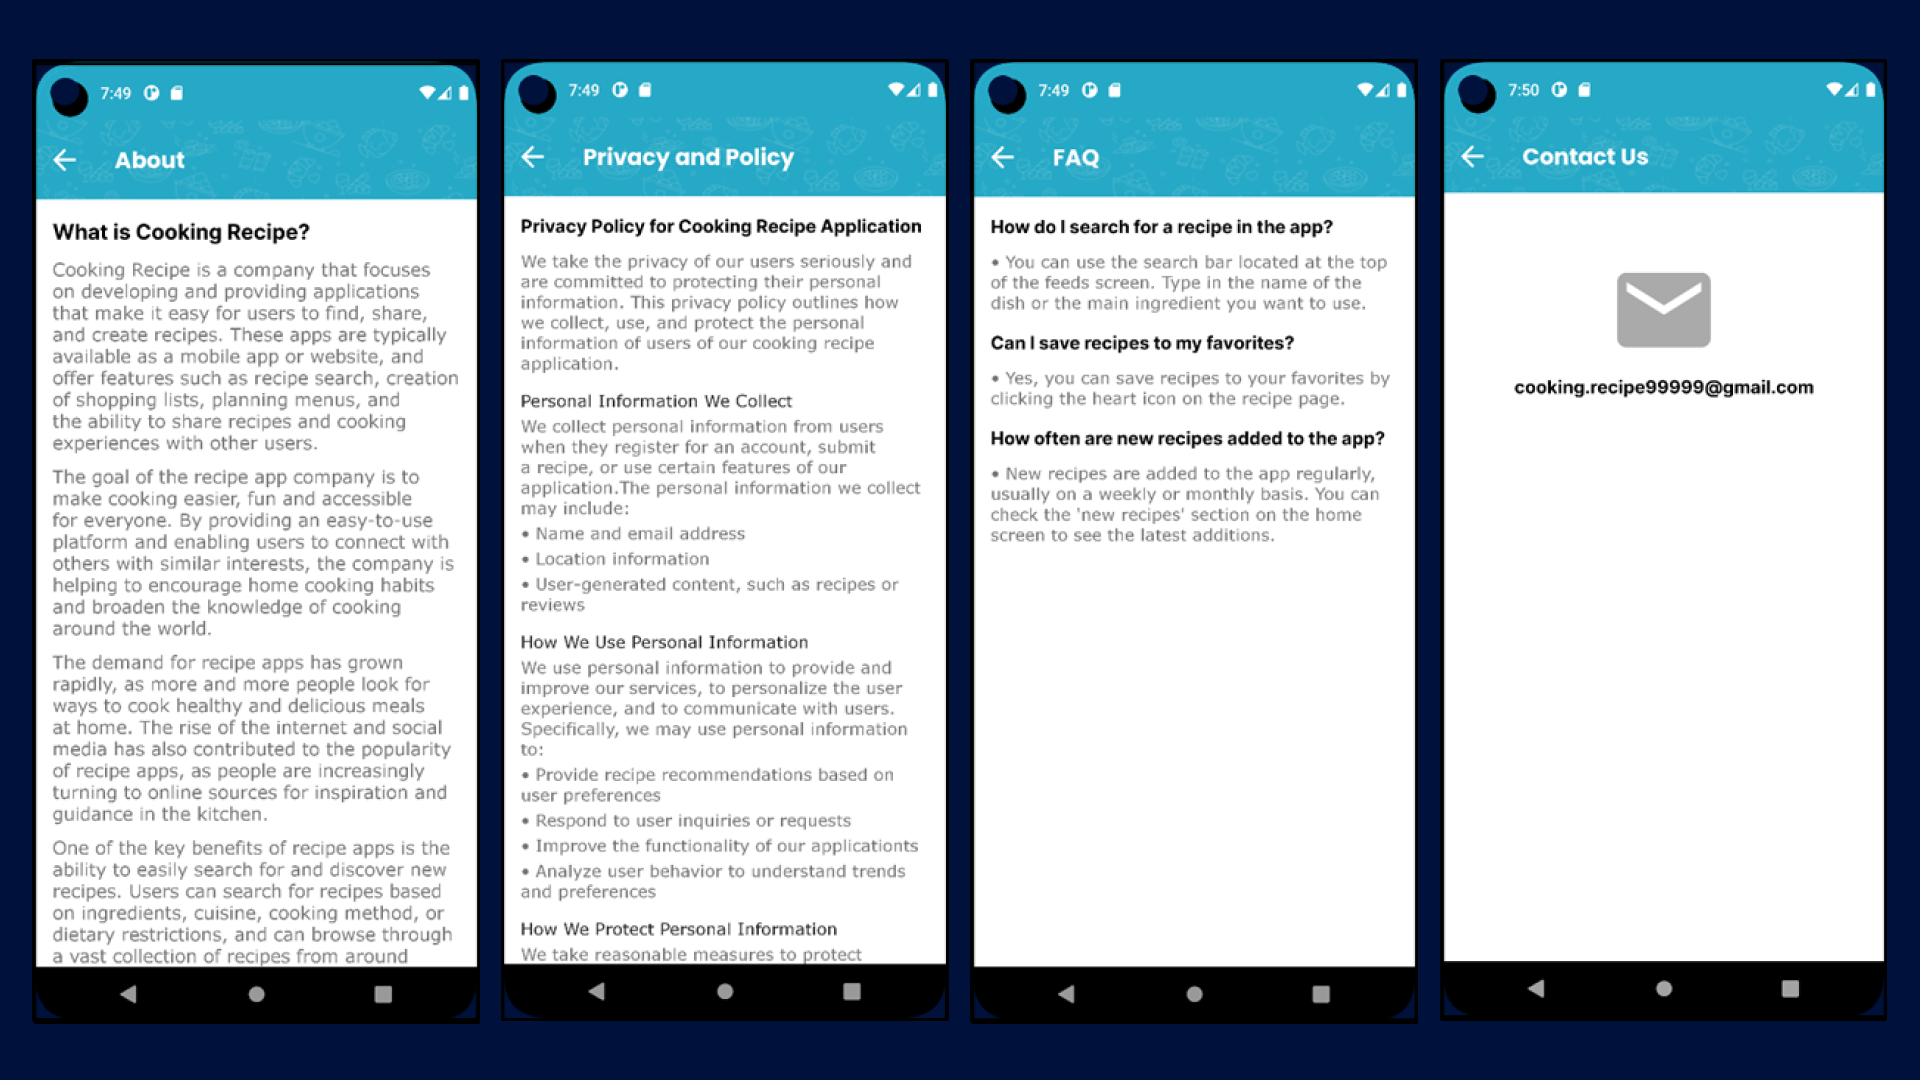 7:49
About
What is Cooking Recipe?
Cooking Recipe is a company that focuses
on developing and providing applications
that make it easy for users to find, share,
and create recipes. These apps are typically
available as a mobile app or website, and
offer features such as recipe search, creation
of shopping lists, planning menus, and
the ability to share recipes and cooking
experiences with other users.
The goal of the recipe app company is to
make cooking easier, fun and accessible
for everyone. By providing an easy-to-use
platform and enabling users to connect with
others with similar interests, the company is
helping to encourage home cooking habits
and broaden the knowledge of cooking
around the world.
The demand for recipe apps has grown
rapidly, as more and more people look for
ways to cook healthy and delicious meals
at home. The rise of the internet and social
media has also contributed to the popularity
of recipe apps, as people are increasingly
turning to online sources for inspiration and
guidance in the kitchen.
One of the key benefits of recipe apps is the
ability to easily search for and discover new
recipes. Users can search for recipes based
on ingredients, cuisine, cooking method, or
dietary restrictions, and can browse through
a vast collection of recipes from around
7:49
Privacy and Policy
Privacy Policy for Cooking Recipe Application
We take the privacy of our users seriously and
are committed to protecting their personal
information. This privacy policy outlines how
we collect, use, and protect the personal
information of users of our cooking recipe
application.
Personal Information We Collect
We collect personal information from users
when they register for an account, submit
a recipe, or use certain features of our
application.The personal information we collect
may include:
• Name and email address
• Location information
• User-generated content, such as recipes or
reviews
How We Use Personal Information
We use personal information to provide and
improve our services, to personalize the user
experience, and to communicate with users.
Specifically, we may use personal information
to:
• Provide recipe recommendations based on
user preferences
• Respond to user inquiries or requests
• Improve the functionality of our applicationts
• Analyze user behavior to understand trends
and preferences
How We Protect Personal Information
We take reasonable measures to protect
7:49
FAQ
How do I search for a recipe in the app?
• You can use the search bar located at the top
of the feeds screen. Type in the name of the
dish or the main ingredient you want to use.
Can I save recipes to my favorites?
• Yes, you can save recipes to your favorites by
clicking the heart icon on the recipe page.
How often are new recipes added to the app?
• New recipes are added to the app regularly,
usually on a weekly or monthly basis. You can
check the 'new recipes' section on the home
screen to see the latest additions.
7:50
Contact Us
cooking.recipe99999@gmail.com